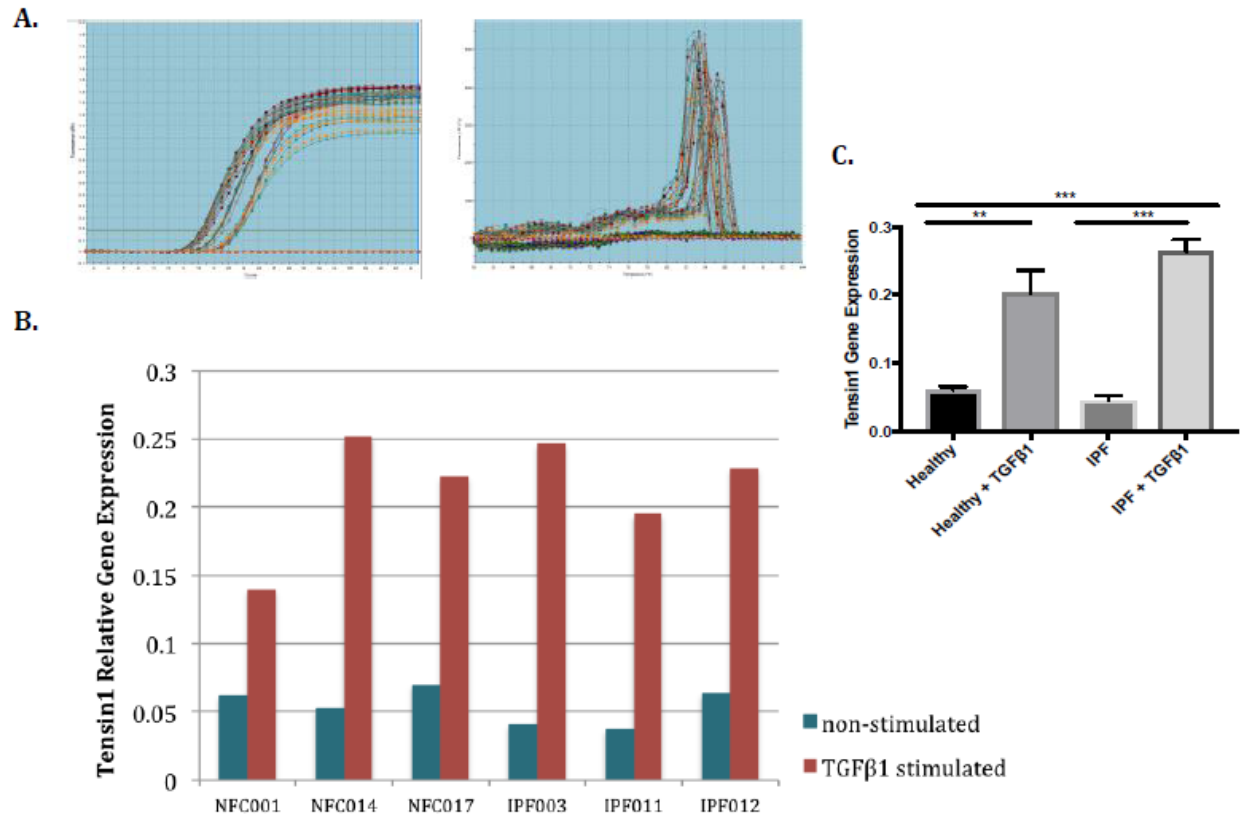 A.
B.
Tensin1 Relative Gene Expression
0.3
0.25
0.2
0.15
0.1
0.05
0
NFC001
NFC014
NFC017
IPF003
IPF011
IPF012
non-stimulated
TGFβ1 stimulated
C.
Tensin1 Gene Expression
0.3
0.2
0.1
0.0
***
**
***
Healthy
Healthy + TGFβ1
IPF
IPF + TGFβ1